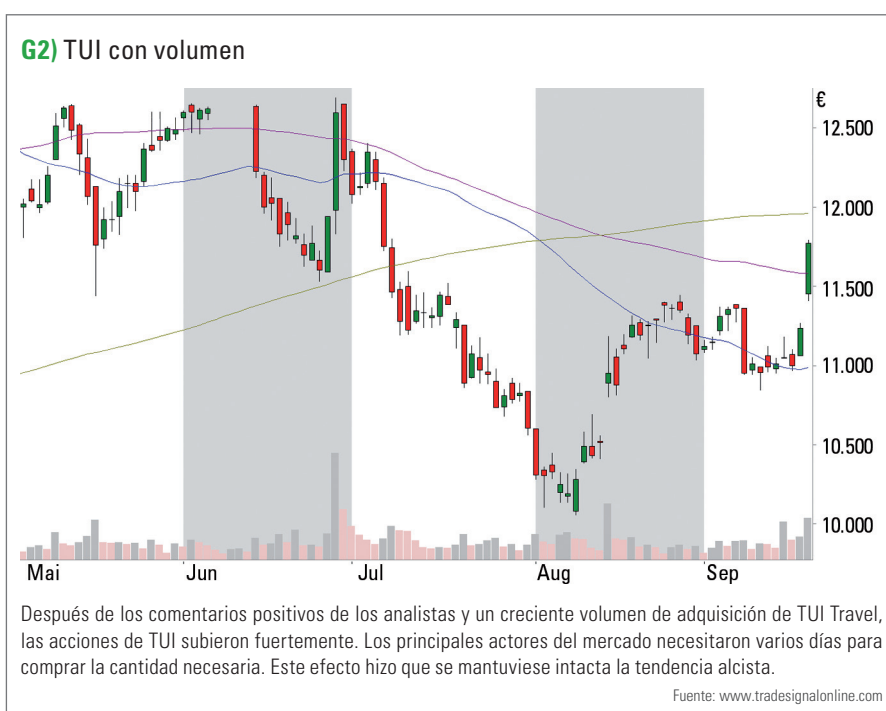 G2) TUI con volumen
€
12.500
12.000
11.500
11.000
10.500
10.000
Mai Jun Jul Aug Sep
Después de los comentarios positivos de los analistas y un creciente volumen de adquisición de TUI Travel,
las acciones de TUI subieron fuertemente. Los principales actores del mercado necesitaron varios días para
comprar la cantidad necesaria. Este efecto hizo que se mantuviese intacta la tendencia alcista.
Fuente: www.tradesignalonline.com